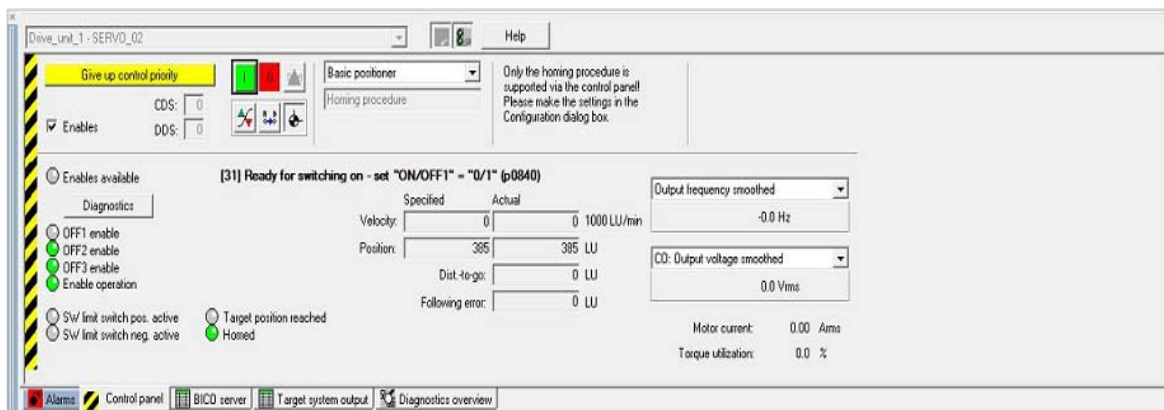 Drive_unit_1 - SERVO_02
Help
Give up control priority
Basic positioner
Only the homing procedure is
supported via the control panel!
Please make the settings in the
Configuration dialog box.
Homing procedure
CDS: 0
Enables
DDS: 0
Enables available
[31] Ready for switching on - set "ON/OFF1" = "0/1" (p0840)
Diagnostics
Specified Actual
Velocity: 0 0 1000 LU/min
Position: 385 385 LU
Dist.-to-go: 0 LU
Following error: 0 LU
Output frequency smoothed
-0.0 Hz
CO: Output voltage smoothed
0.0 Vrms
OFF1 enable
OFF2 enable
OFF3 enable
Enable operation
SW limit switch pos. active
Target position reached
SW limit switch neg. active
Homed
Motor current: 0.00 Arms
Torque utilization: 0.0 %
Alarms
Control panel
BICO server
Target system output
Diagnostics overview